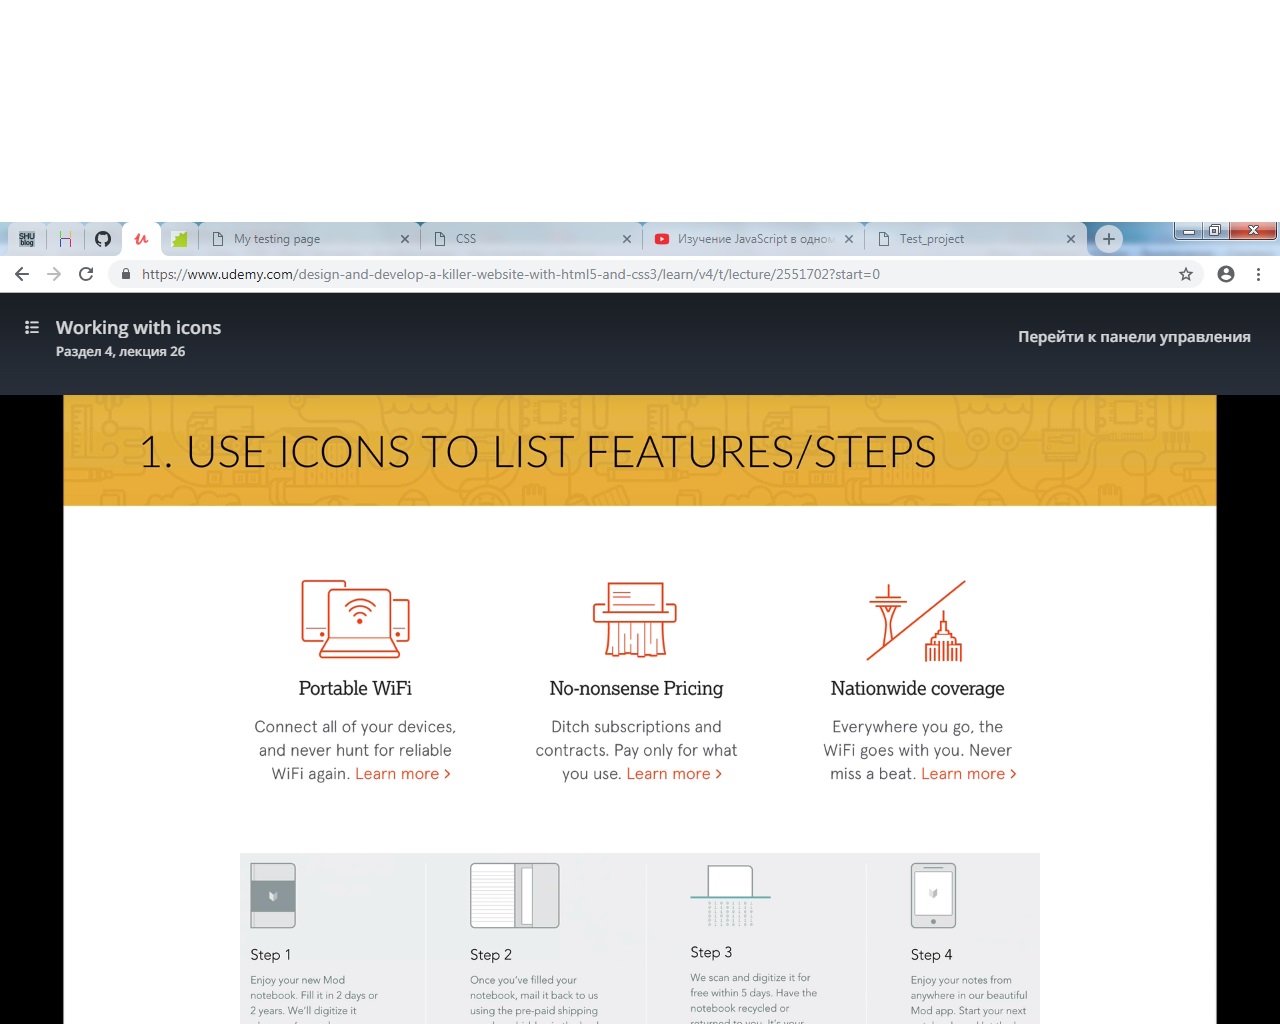 SHU
blog
My testing page
CSS
Изучение JavaScript в одном
Test_project
https://www.udemy.com/design-and-develop-a-killer-website-with-html5-and-css3/learn/v4/t/lecture/2551702?start=0
Working with icons
Раздел 4, лекция 26
Перейти к панели управления
1. USE ICONS TO LIST FEATURES/STEPS
Portable WiFi
Connect all of your devices,
and never hunt for reliable
WiFi again. Learn more >
No-nonsense Pricing
Ditch subscriptions and
contracts. Pay only for what
you use. Learn more >
Nationwide coverage
Everywhere you go, the
WiFi goes with you. Never
miss a beat. Learn more >
Step 1
Enjoy your new Mod
notebook. Fill it in 2 days or
2 years. We'll digitize it
Step 2
Once you've filled your
notebook, mail it back to us
using the pre-paid shipping
Step 3
We scan and digitize it for
free within 5 days. Have the
notebook recycled or
returned to you. It's your
Step 4
Enjoy your notes from
anywhere in our beautiful
Mod app. Start your next